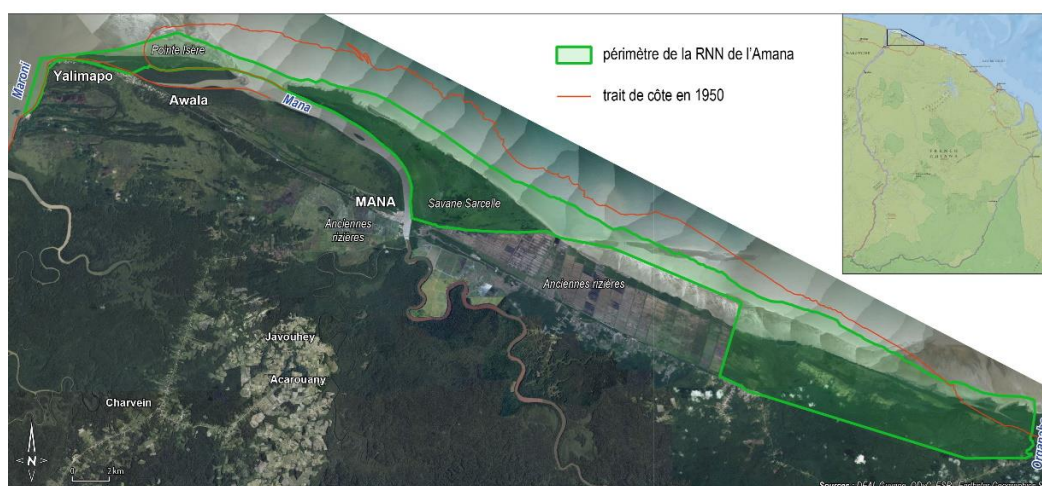 périmètre de la RNN de l'Amana
trait de côte en 1950
Pointe Isère
Maroni
Yalimapo
Awala
Mana
MANA
Savane Sarcelle
Anciennes
rizières
Anciennes rizières
Javouhey
Acarouany
Charvein
N
0 2 km
Organabo
Sources : DEAL Guyane,